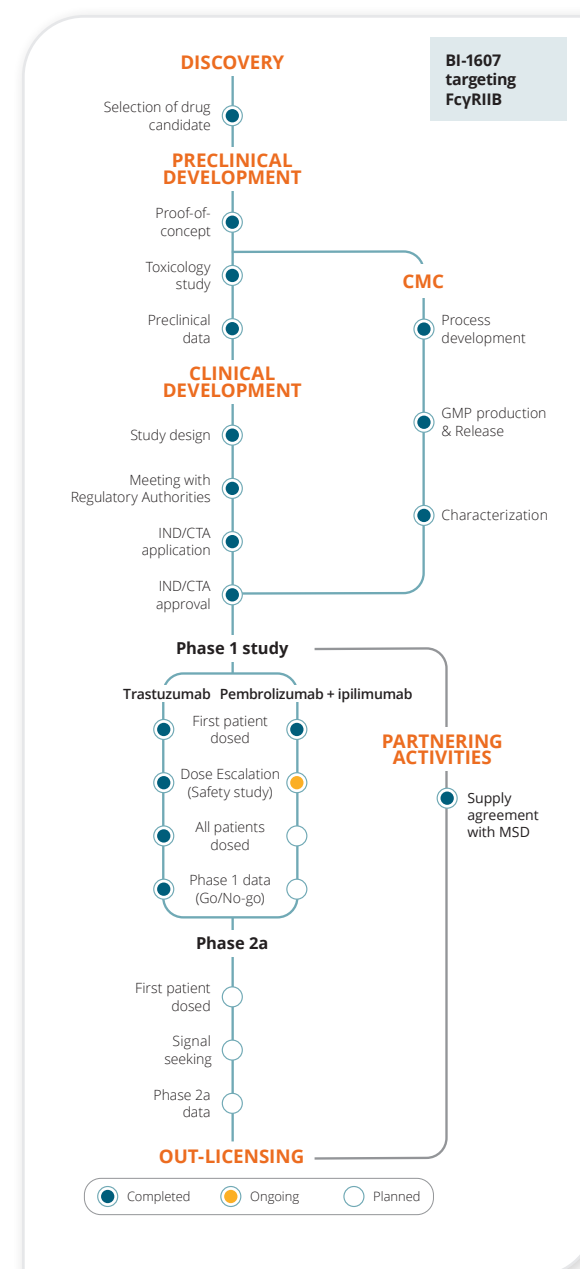 BI-1607
targeting
FcyRIIB
DISCOVERY
Selection of drug
candidate
PRECLINICAL
DEVELOPMENT
Proof-of-
concept
Toxicology
study
Preclinical
data
CMC
Process
development
GMP production
& Release
Characterization
CLINICAL
DEVELOPMENT
Study design
Meeting with
Regulatory Authorities
IND/CTA
application
IND/CTA
approval
Phase 1 study
Trastuzumab
Pembrolizumab + ipilimumab
First patient
dosed
Dose Escalation
(Safety study)
All patients
dosed
Phase 1 data
(Go/No-go)
PARTNERING
ACTIVITIES
Supply
agreement
with MSD
Phase 2a
First patient
dosed
Signal
seeking
Phase 2a
data
OUT-LICENSING
Completed
Ongoing
Planned